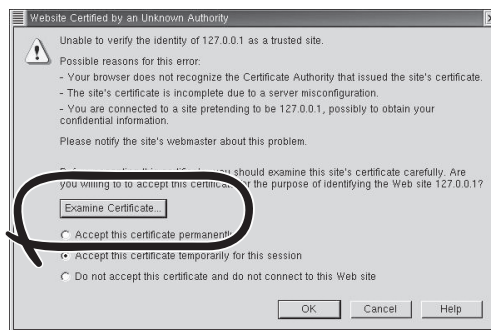 Website Certified by an Unknown Authority
Unable to verify the identity of 127.0.0.1 as a trusted site.
Possible reasons for this error:
- Your browser does not recognize the Certificate Authority that issued the site's certificate.
- The site's certificate is incomplete due to a server misconfiguration.
- You are connected to a site pretending to be 127.0.0.1, possibly to obtain your
confidential information.
Please notify the site's webmaster about this problem.
should examine this site's certificate carefully. Are
you willing to to accept this certificate for the purpose of identifying the Web site 127.0.0.1?
Examine Certificate...
Accept this certificate permanently
Accept this certificate temporarily for this session
Do not accept this certificate and do not connect to this Web site
OK Cancel Help